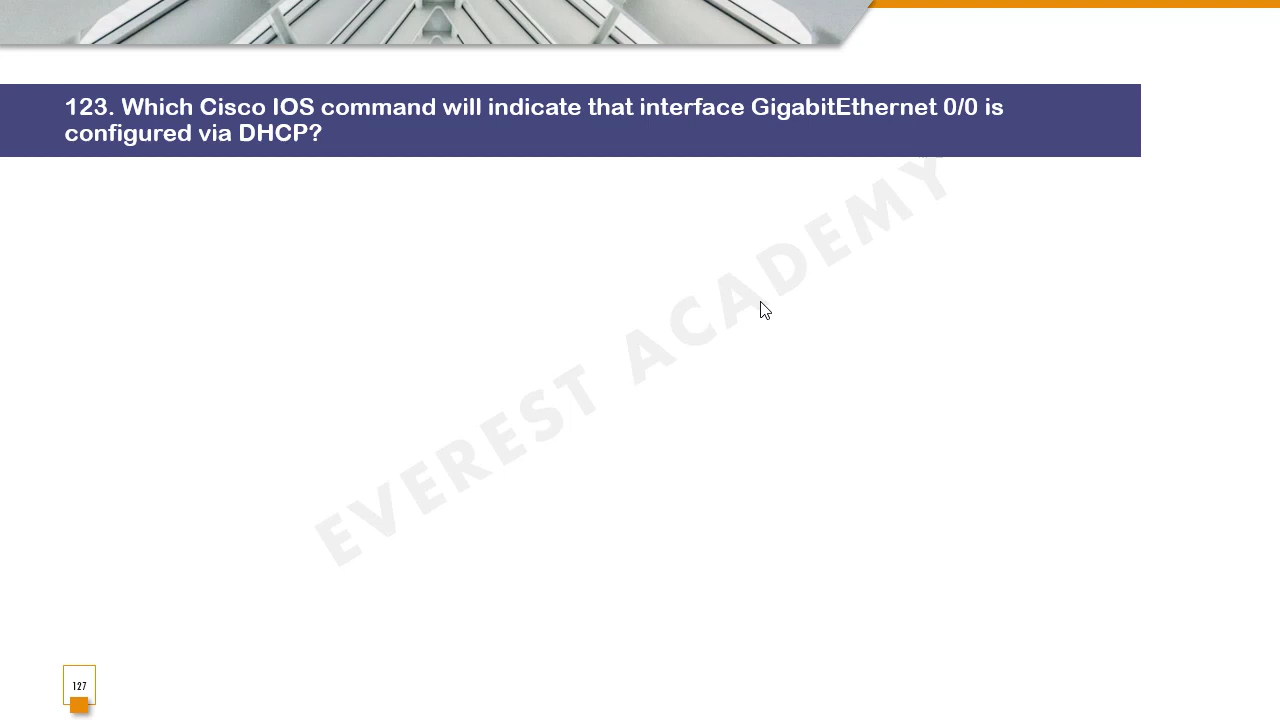 123. Which Cisco IOS command will indicate that interface GigabitEthernet 0/0 is
configured via DHCP?
EVEREST ACADEMY
127